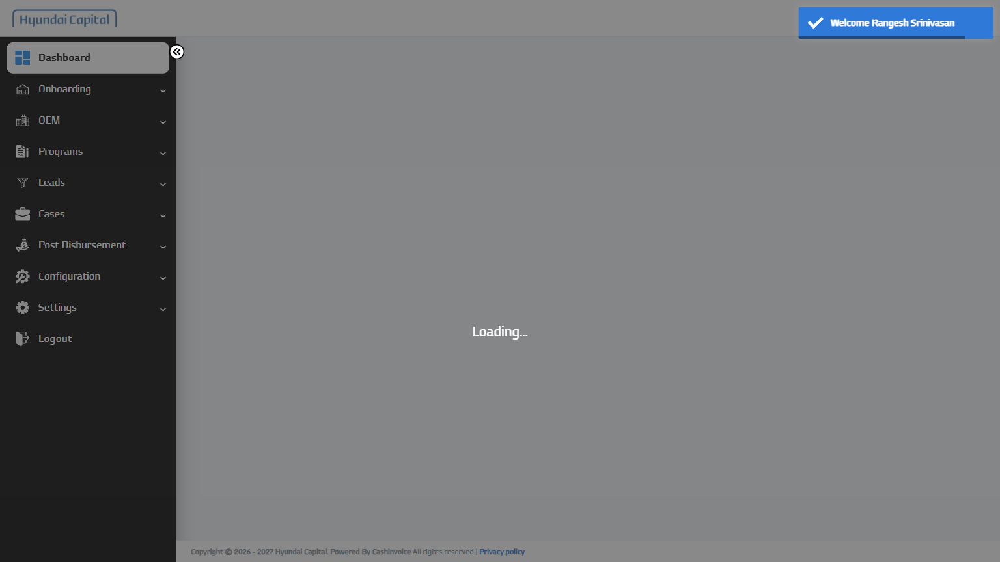 Hyundai Capital
Welcome Rangesh Srinivasan
Dashboard
Onboarding
OEM
Programs
Leads
Cases
Post Disbursement
Configuration
Settings
Logout
Loading...
Copyright © 2026 - 2027 Hyundai Capital. Powered By Cashinvoice All rights reserved | Privacy policy